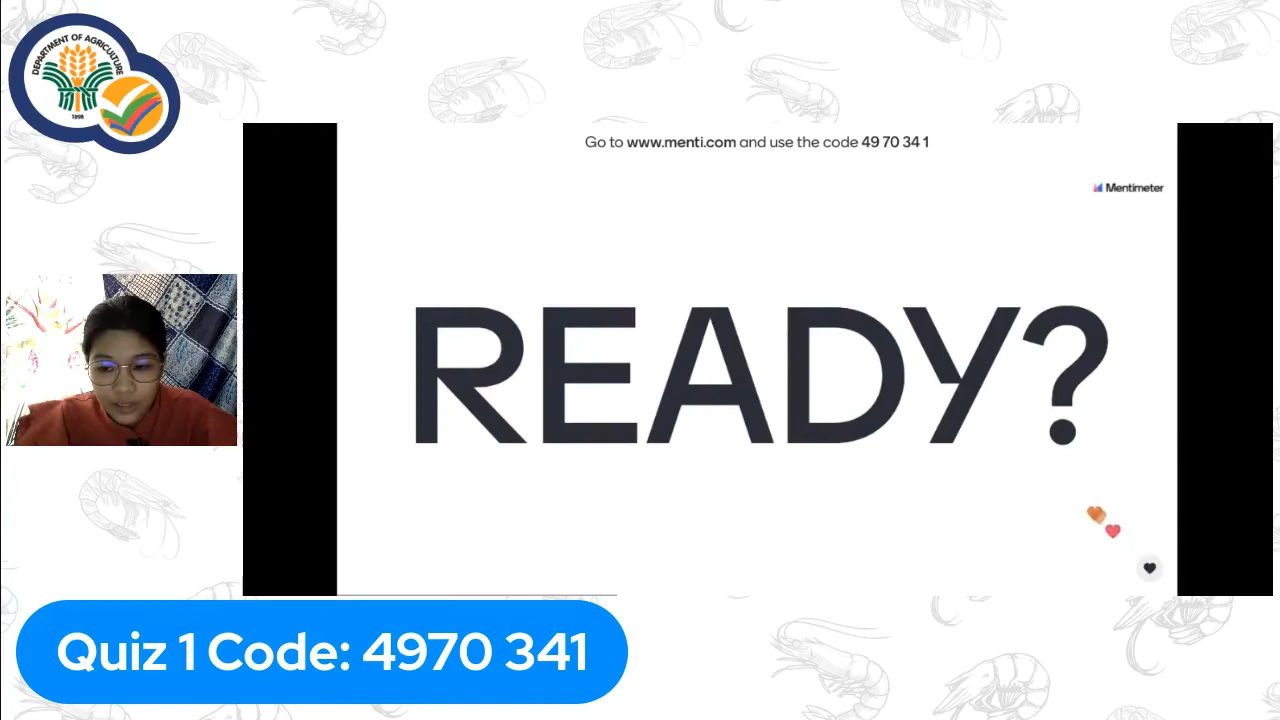 DEPARTMENT OF AGRICULTURE
1898
Go to www.menti.com and use the code 49 70 34 1
Mentimeter
READY?
Quiz 1 Code: 4970 341